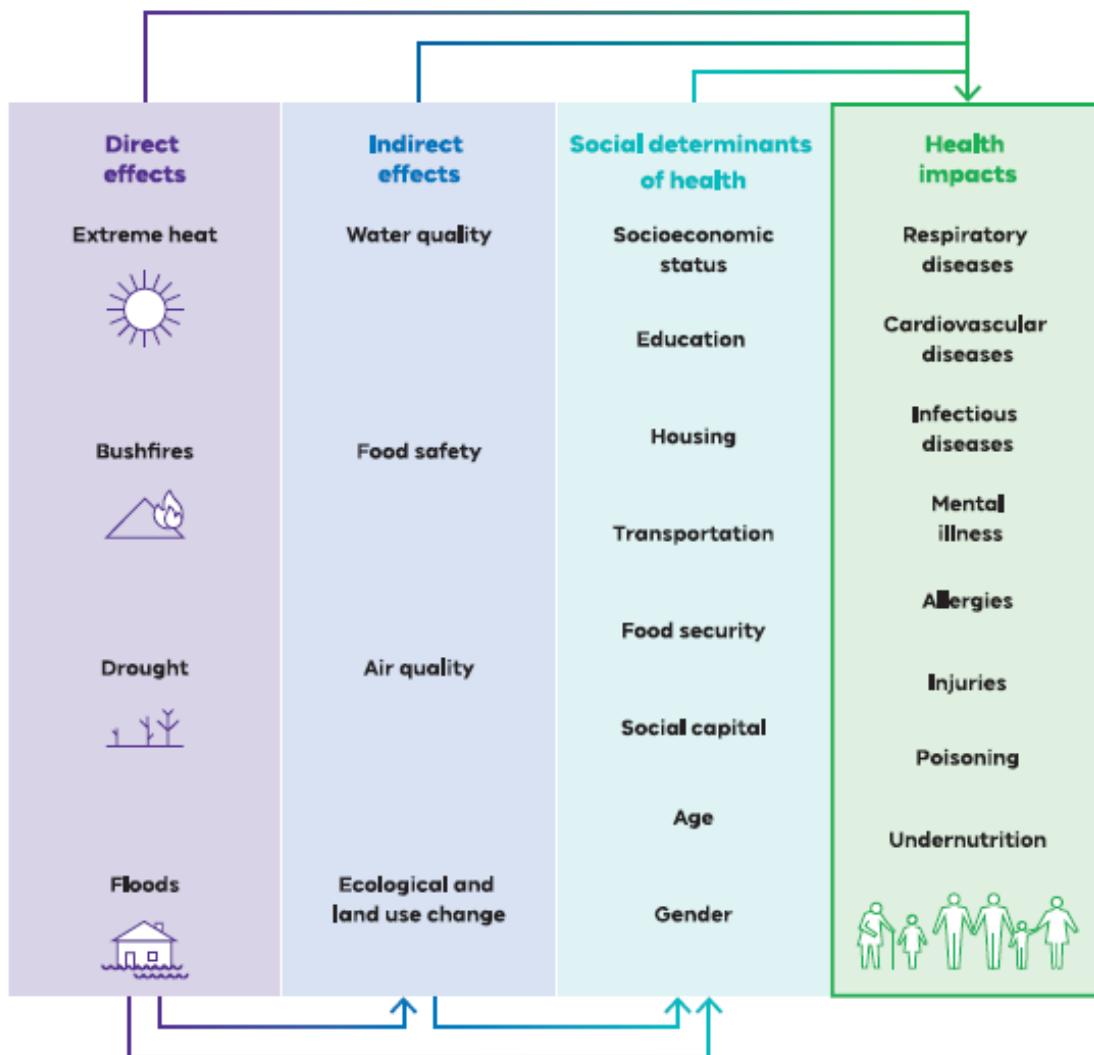 Direct
effects
Extreme heat
Bushfires
Drought
Floods
Indirect
effects
Water quality
Food safety
Air quality
Ecological and
land use change
Social determinants
of health
Socioeconomic
status
Education
Housing
Transportation
Food security
Social capital
Age
Gender
Health
impacts
Respiratory
diseases
Cardiovascular
diseases
Infectious
diseases
Mental
illness
Allergies
Injuries
Poisoning
Undernutrition